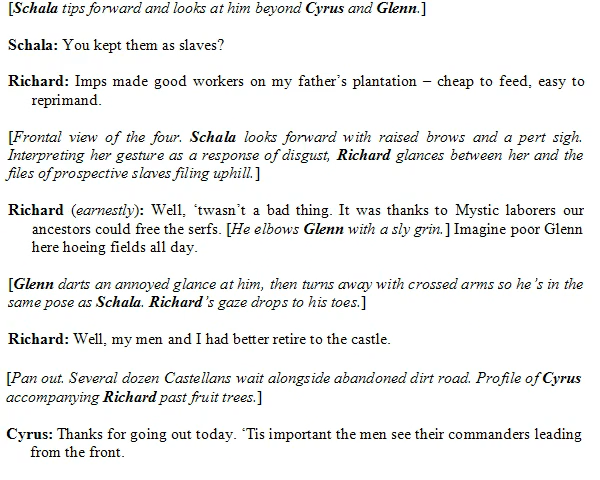 [Schala tips forward and looks at him beyond Cyrus and Glenn.]
Schala: You kept them as slaves?
Richard: Imps made good workers on my father's plantation – cheap to feed, easy to
reprimand.
[Frontal view of the four. Schala looks forward with raised brows and a pert sigh.
Interpreting her gesture as a response of disgust, Richard glances between her and the
files of prospective slaves filing uphill.]
Richard (earnestly): Well, ‘twasn't a bad thing. It was thanks to Mystic laborers our
ancestors could free the serfs. [He elbows Glenn with a sly grin.] Imagine poor Glenn
here hoeing fields all day.
[Glenn darts an annoyed glance at him, then turns away with crossed arms so he's in the
same pose as Schala. Richard's gaze drops to his toes.]
Richard: Well, my men and I had better retire to the castle.
[Pan out. Several dozen Castellans wait alongside abandoned dirt road. Profile of Cyrus
accompanying Richard past fruit trees.]
Cyrus: Thanks for going out today. ‘Tis important the men see their commanders leading
from the front.